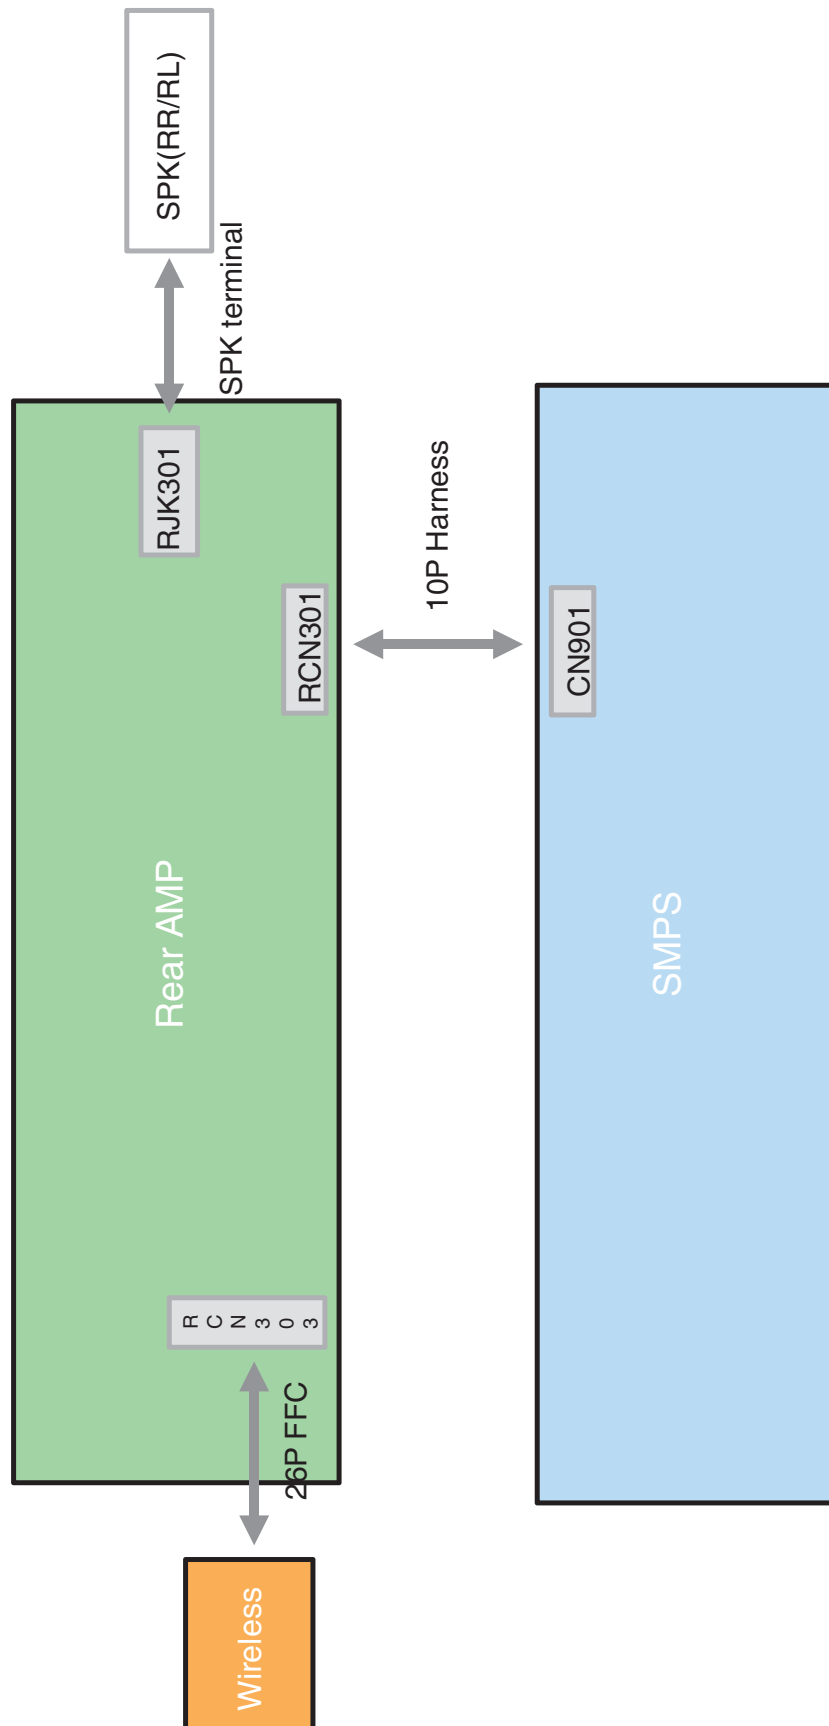 SPK(RR/RL)
SPK terminal
RJK301
RCN301
10P Harness
CN901
Rear AMP
SMPS
RCN303
26P FFC
Wireless